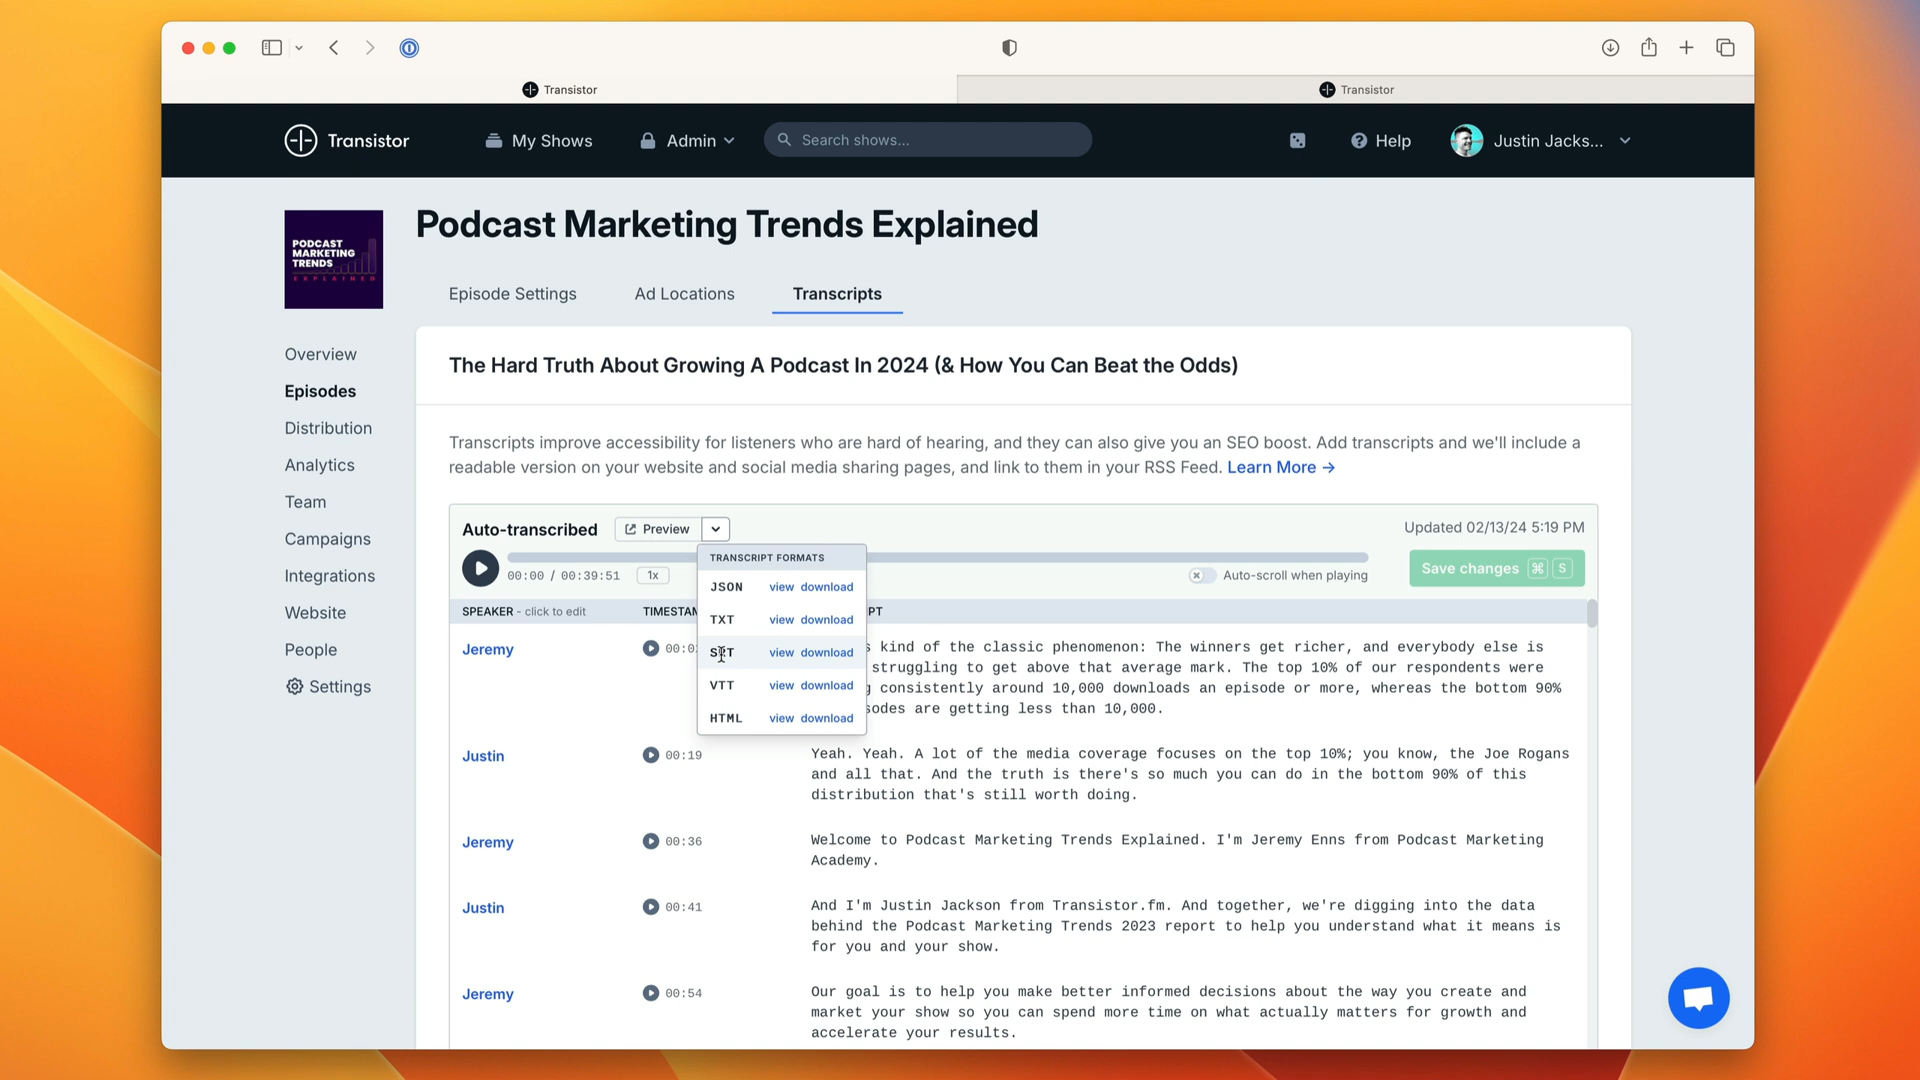 Transistor
Transistor
Transistor
My Shows
Admin
Search shows...
Help
Justin Jacks...
PODCAST
MARKETING
TRENDS
EXPLAINED
Podcast Marketing Trends Explained
Episode Settings
Ad Locations
Transcripts
Overview
Episodes
Distribution
Analytics
Team
Campaigns
Integrations
Website
People
Settings
The Hard Truth About Growing A Podcast In 2024 (& How You Can Beat the Odds)
Transcripts improve accessibility for listeners who are hard of hearing, and they can also give you an SEO boost. Add transcripts and we'll include a
readable version on your website and social media sharing pages, and link to them in your RSS Feed. Learn More →
Auto-transcribed
Preview
Updated 02/13/24 5:19 PM
00:00 / 00:39:51
1x
Auto-scroll when playing
Save changes ⌘ S
TRANSCRIPT FORMATS
JSON view download
TXT view download
SRT view download
VTT view download
HTML view download
SPEAKER - click to edit
Jeremy
kind of the classic phenomenon: The winners get richer, and everybody else is
struggling to get above that average mark. The top 10% of our respondents were
consistently around 10,000 downloads an episode or more, whereas the bottom 90%
are getting less than 10,000.
Justin
00:19
Yeah. Yeah. A lot of the media coverage focuses on the top 10%; you know, the Joe Rogans
and all that. And the truth is there's so much you can do in the bottom 90% of this
distribution that's still worth doing.
Jeremy
00:36
Welcome to Podcast Marketing Trends Explained. I'm Jeremy Enns from Podcast Marketing
Academy.
Justin
00:41
And I'm Justin Jackson from Transistor.fm. And together, we're digging into the data
behind the Podcast Marketing Trends 2023 report to help you understand what it means is
for you and your show.
Jeremy
00:54
Our goal is to help you make better informed decisions about the way you create and
market your show so you can spend more time on what actually matters for growth and
accelerate your results.